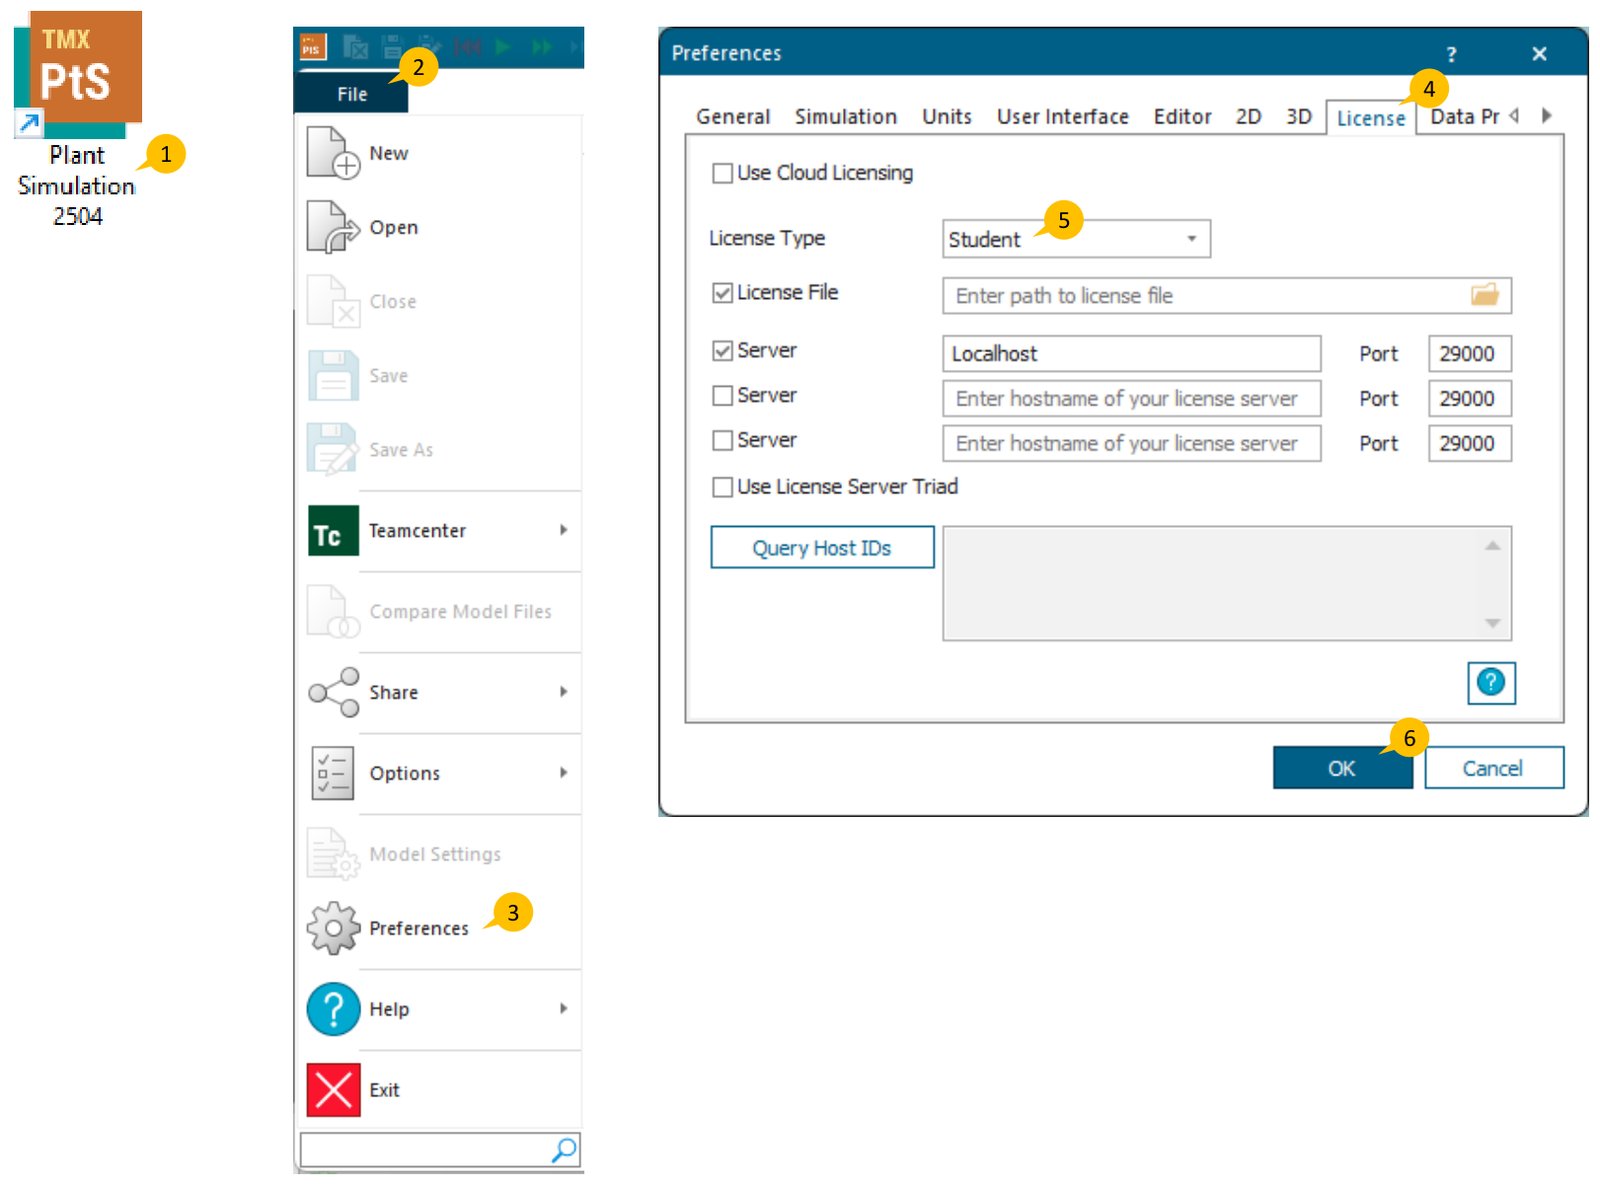 TMX
PtS
Plant
Simulation
2504
1
PtS
2
File
New
Open
Close
Save
Save As
Tc Teamcenter
Compare Model Files
Share
Options
Model Settings
Preferences
3
Help
Exit
Preferences
4
General Simulation Units User Interface Editor 2D 3D License Data Pr
Use Cloud Licensing
License Type Student
5
License File Enter path to license file
Server Localhost Port 29000
Server Enter hostname of your license server Port 29000
Server Enter hostname of your license server Port 29000
Use License Server Triad
Query Host IDs
6
OK Cancel